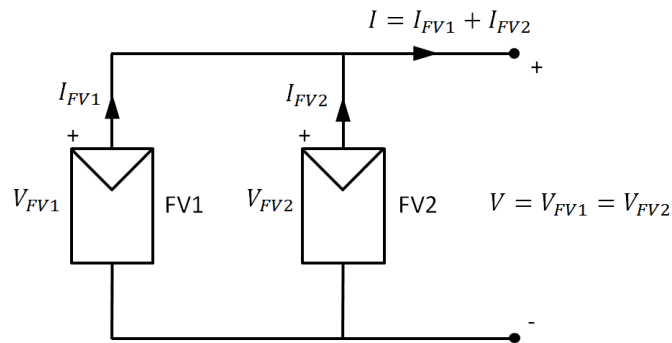 I = I_{FV1} + I_{FV2}
+
I_{FV1}
I_{FV2}
+
+
V_{FV1}
FV1
V_{FV2}
FV2
V = V_{FV1} = V_{FV2}
-